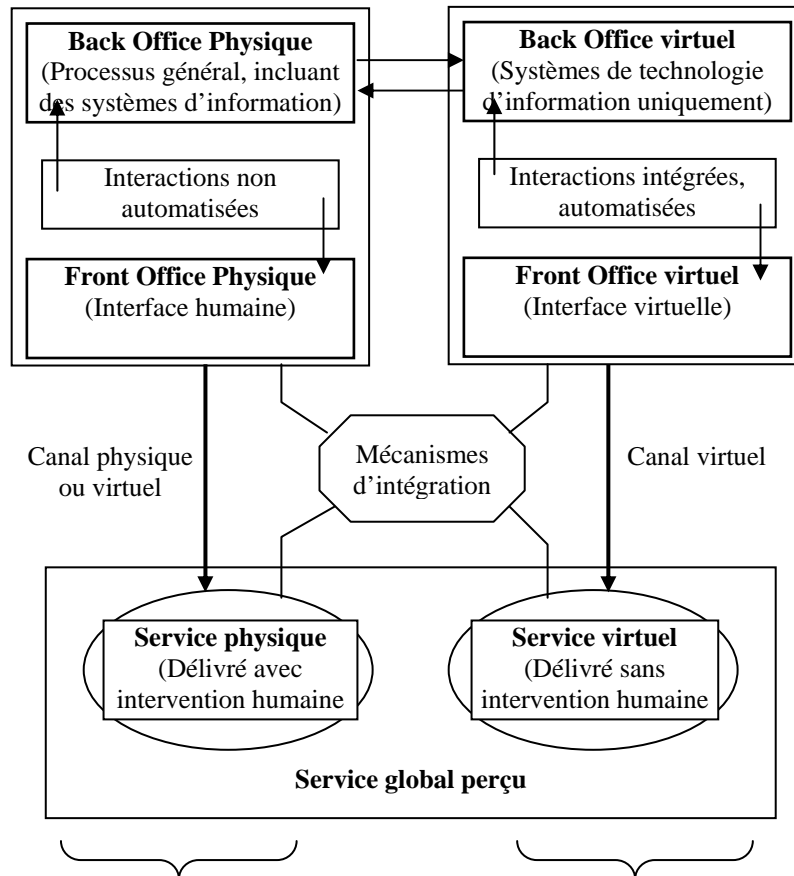 Back Office Physique
(Processus général, incluant
des systèmes d'information)
Back Office virtuel
(Systèmes de technologie
d'information uniquement)
Interactions non
automatisées
Interactions intégrées,
automatisées
Front Office Physique
(Interface humaine)
Front Office virtuel
(Interface virtuelle)
Canal physique
ou virtuel
Mécanismes
d'intégration
Canal virtuel
Service physique
(Délivré avec
intervention humaine
Service virtuel
(Délivré sans
intervention humaine
Service global perçu